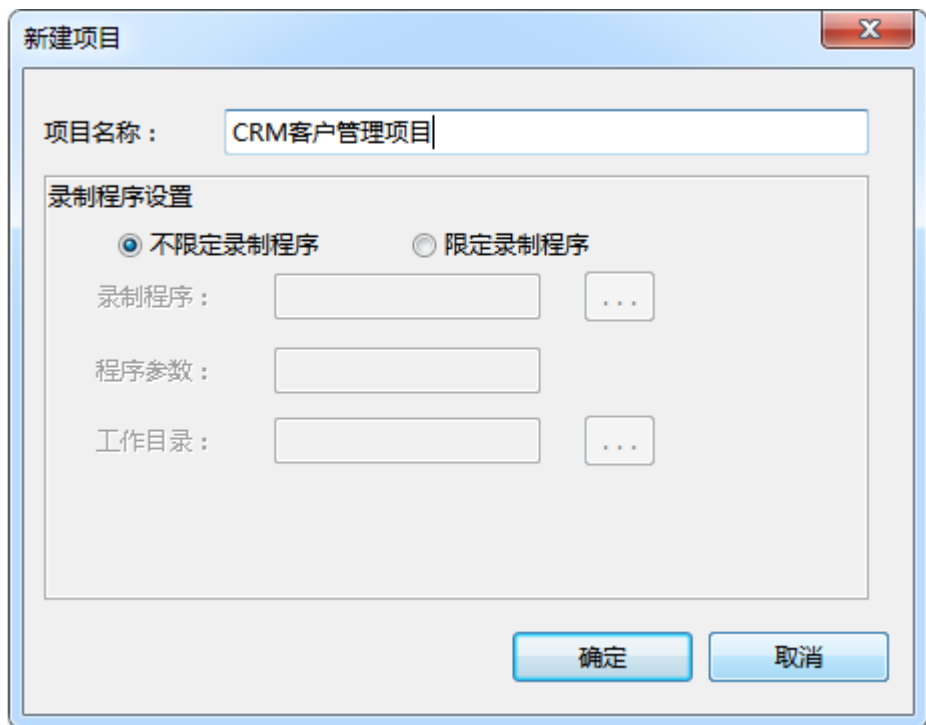 新建项目
项目名称：
CRM客户管理项目
录制程序设置
不限定录制程序 限定录制程序
录制程序： ...
程序参数：
工作目录： ...
确定 取消